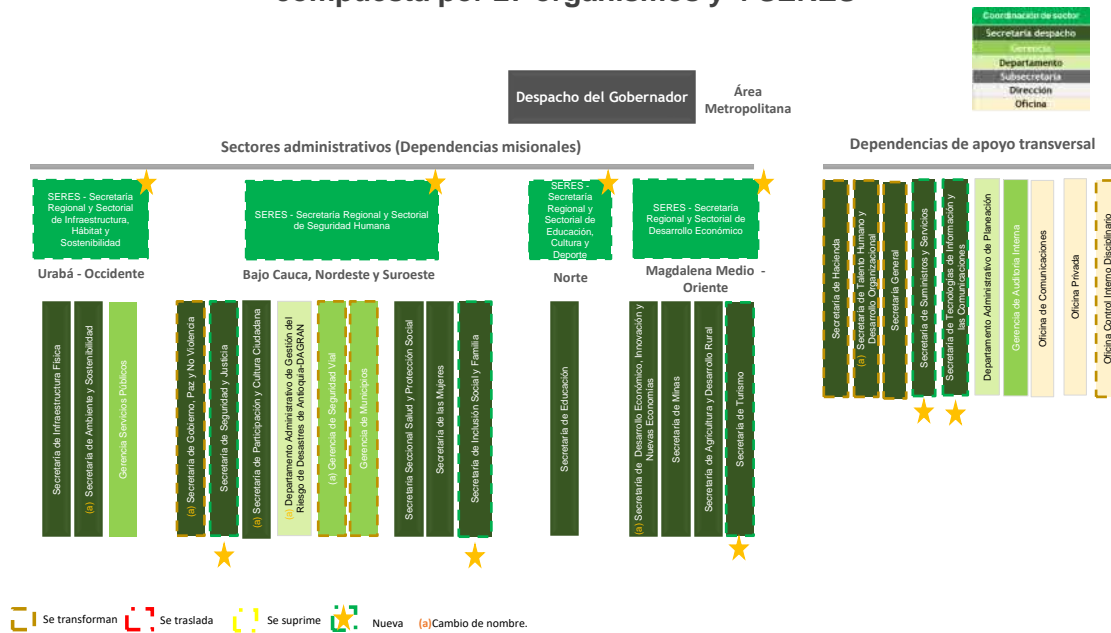 compuesta por 27 organismos y 4 SERES
Coordinación de sector
Secretaría despacho
Gerencia
Departamento
Subsecretaría
Dirección
Oficina
Despacho del Gobernador
Área
Metropolitana
Sectores administrativos (Dependencias misionales)
Dependencias de apoyo transversal
SERES - Secretaría
Regional y Sectorial
de Infraestructura,
Hábitat y
Sostenibilidad
SERES - Secretaría Regional y Sectorial
de Seguridad Humana
SERES -
Secretaría
Regional y
Sectorial de
Educación,
Cultura y
Deporte
SERES - Secretaría
Regional y Sectorial de
Desarrollo Económico
Urabá - Occidente
Bajo Cauca, Nordeste y Suroeste
Norte
Magdalena Medio -
Oriente
Secretaría de Infraestructura Física
(a) Secretaría de Ambiente y Sostenibilidad
Gerencia Servicios Públicos
(a) Secretaría de Gobierno, Paz y No Violencia
Secretaría de Seguridad y Justicia
(a) Secretaría de Participación y Cultura Ciudadana
(a) Departamento Administrativo de Gestión del
Riesgo de Desastres de Antioquia-DAGRAN
(a) Gerencia de Seguridad Vial
Gerencia de Municipios
Secretaría Seccional Salud y Protección Social
Secretaría de las Mujeres
Secretaría de Inclusión Social y Familia
Secretaría de Educación
(a) Secretaría de Desarrollo Económico, Innovación y
Nuevas Economías
Secretaría de Minas
Secretaría de Agricultura y Desarrollo Rural
Secretaría de Turismo
Secretaría de Hacienda
(a) Secretaría de Talento Humano y
Desarrollo Organizacional
Secretaría General
Secretaría de Suministros y Servicios
Secretaría de Tecnologías de Información y
las Comunicaciones
Departamento Administrativo de Planeación
Gerencia de Auditoría Interna
Oficina de Comunicaciones
Oficina Privada
Oficina Control Interno Disciplinario
Se transforman
Se traslada
Se suprime
Nueva
(a)Cambio de nombre.